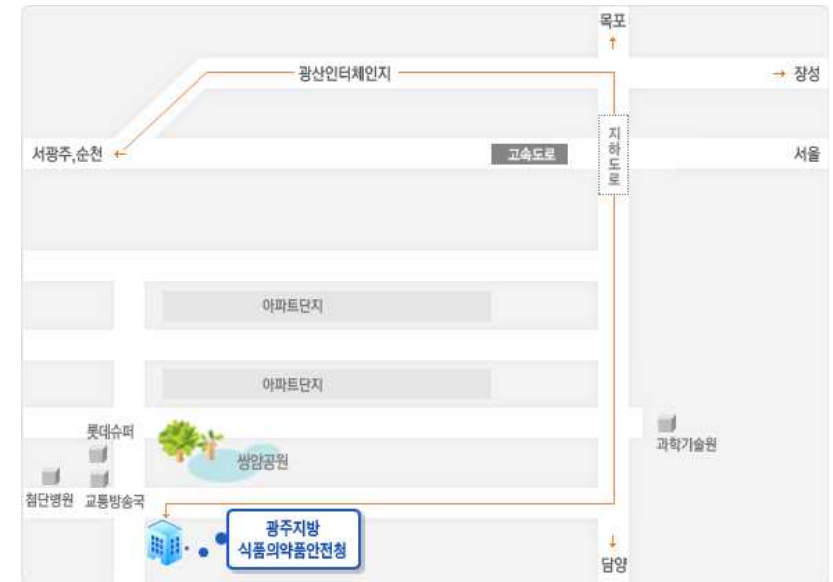 목포
광산인터체인지
→ 장성
지하도로
서광주,순천 ←
고속도로
서울
아파트단지
아파트단지
롯데슈퍼
쌍암공원
과학기술원
첨단병원
교통방송국
광주지방
식품의약품안전청
담양